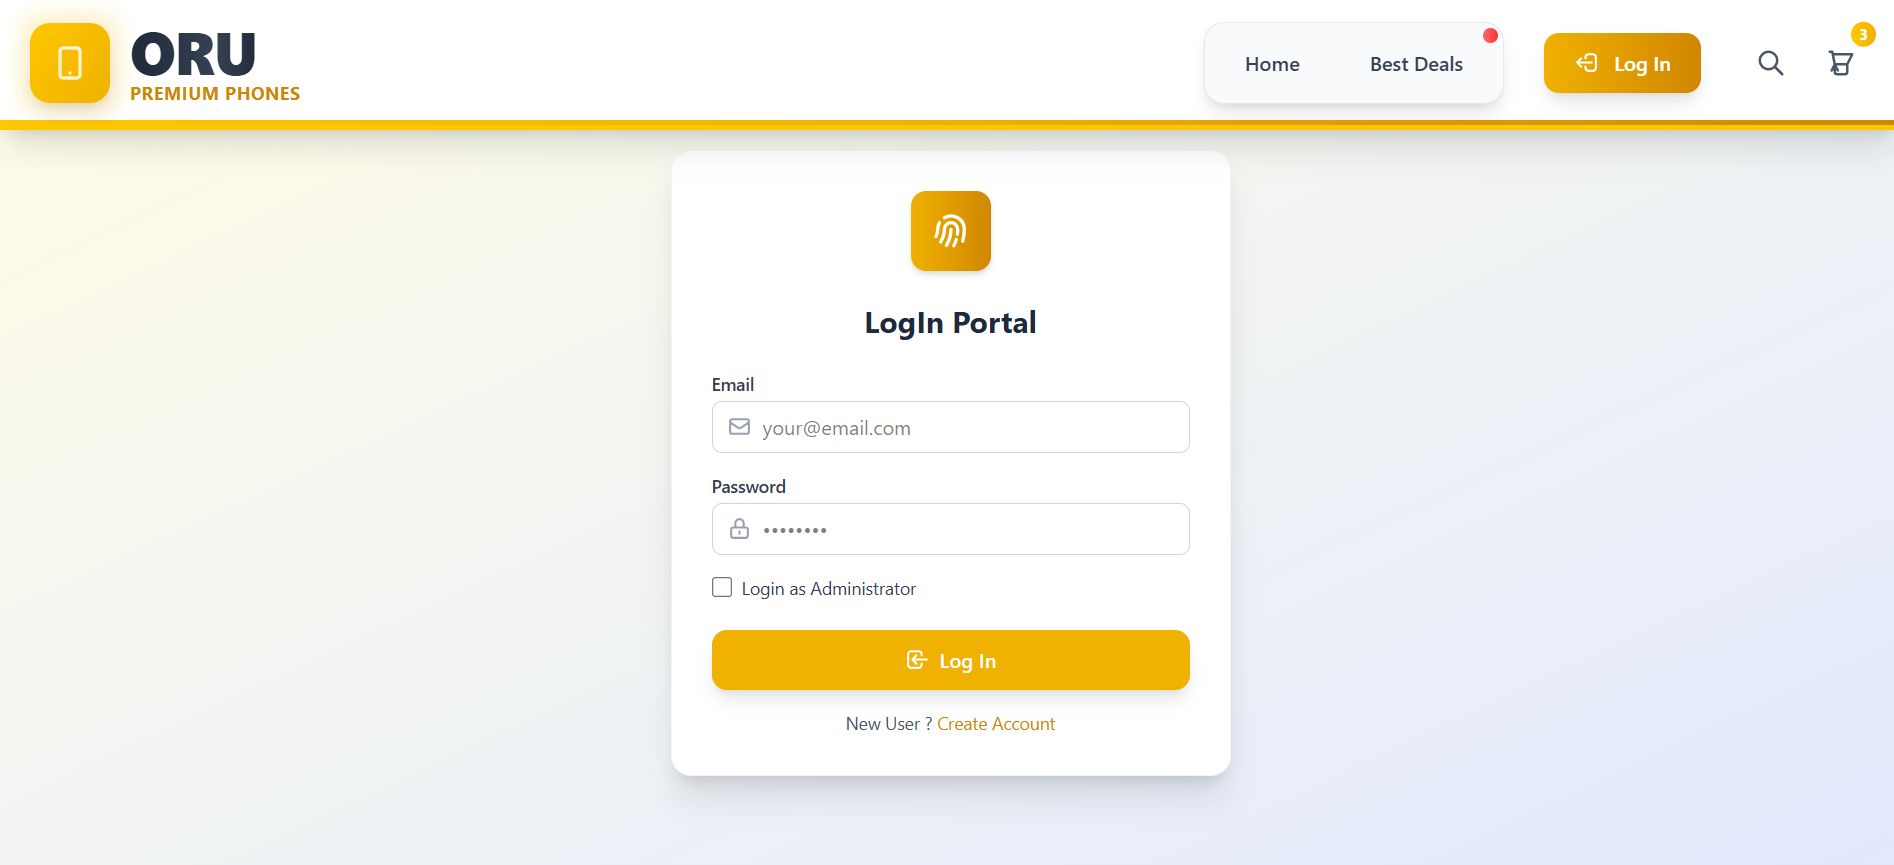 ORU
PREMIUM PHONES
Home
Best Deals
Log In
3
LogIn Portal
Email
your@email.com
Password
••••••••
Login as Administrator
Log In
New User ? Create Account